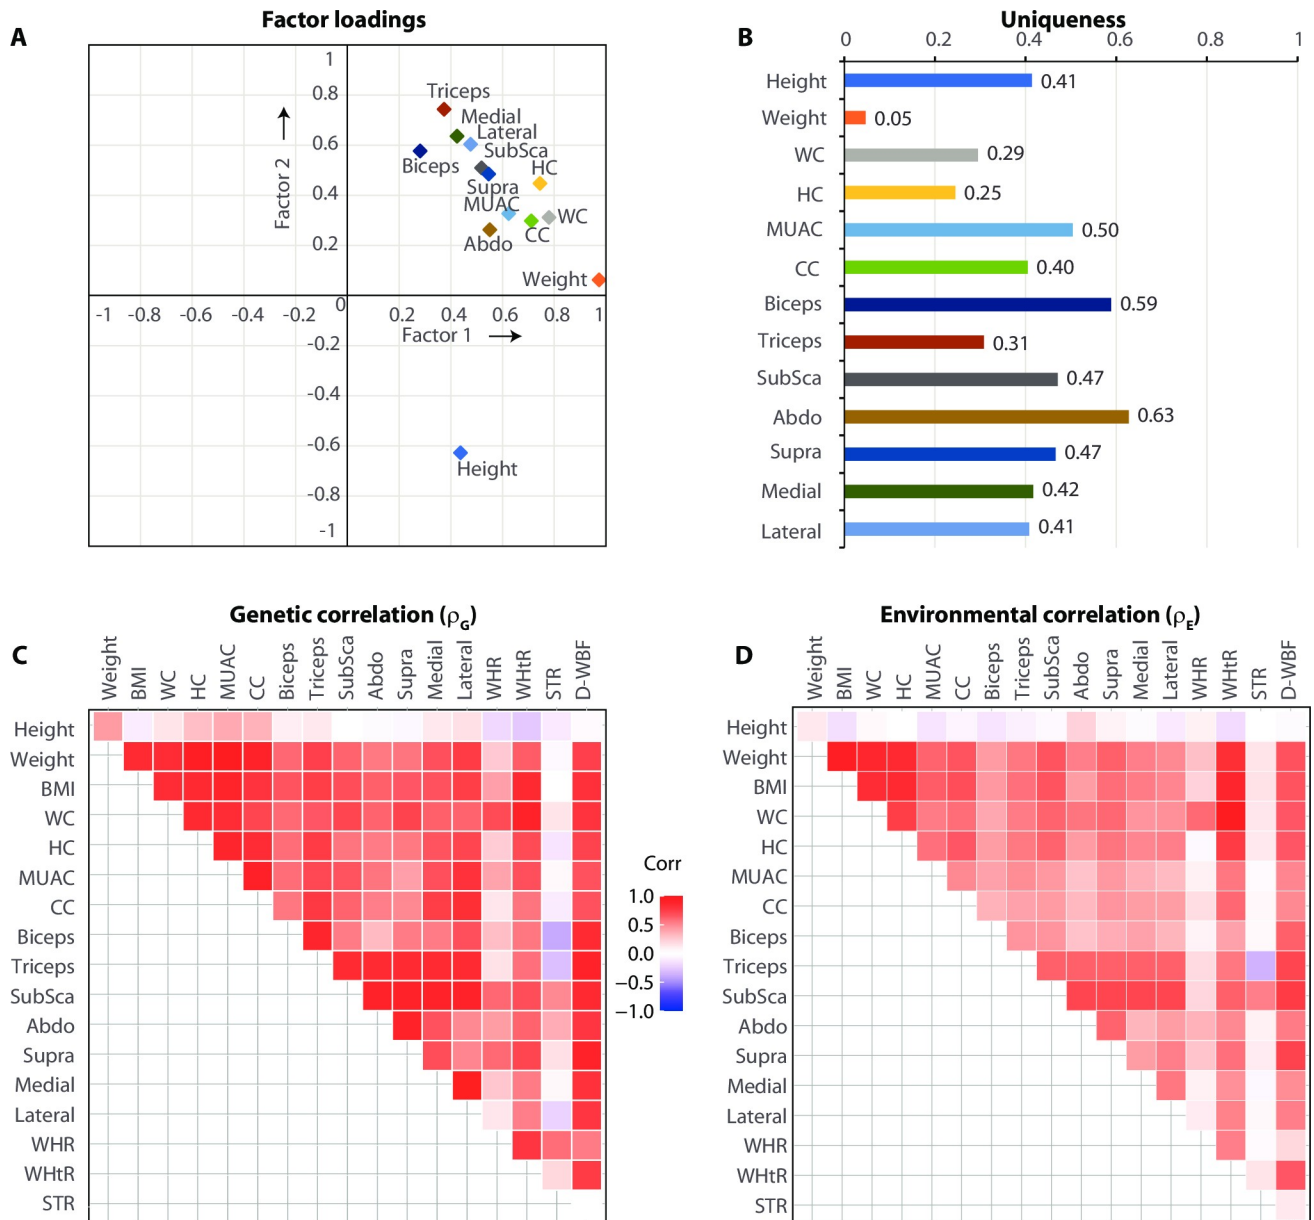 A
Factor loadings
1
0.8
0.6
0.4
0.2
0
-1 -0.8 -0.6 -0.4 -0.2 0.2 0.4 0.6 0.8 1
-0.2
-0.4
-0.6
-0.8
-1
Factor 2
Factor 1
Triceps
Medial
Lateral
SubSca
Biceps
HC
Supra
MUAC
WC
CC
Abdo
Weight
Height
B
Uniqueness
0 0.2 0.4 0.6 0.8 1
Height 0.41
Weight 0.05
WC 0.29
HC 0.25
MUAC 0.50
CC 0.40
Biceps 0.59
Triceps 0.31
SubSca 0.47
Abdo 0.63
Supra 0.47
Medial 0.42
Lateral 0.41
C
Genetic correlation (ρG)
Weight BMI WC HC MUAC CC Biceps Triceps SubSca Abdo Supra Medial Lateral WHR WHtR STR D-WBF
Height
Weight
BMI
WC
HC
MUAC
CC
Biceps
Triceps
SubSca
Abdo
Supra
Medial
Lateral
WHR
WHtR
STR
Corr
1.0
0.5
0.0
−0.5
−1.0
D
Environmental correlation (ρE)
Weight BMI WC HC MUAC CC Biceps Triceps SubSca Abdo Supra Medial Lateral WHR WHtR STR D-WBF
Height
Weight
BMI
WC
HC
MUAC
CC
Biceps
Triceps
SubSca
Abdo
Supra
Medial
Lateral
WHR
WHtR
STR